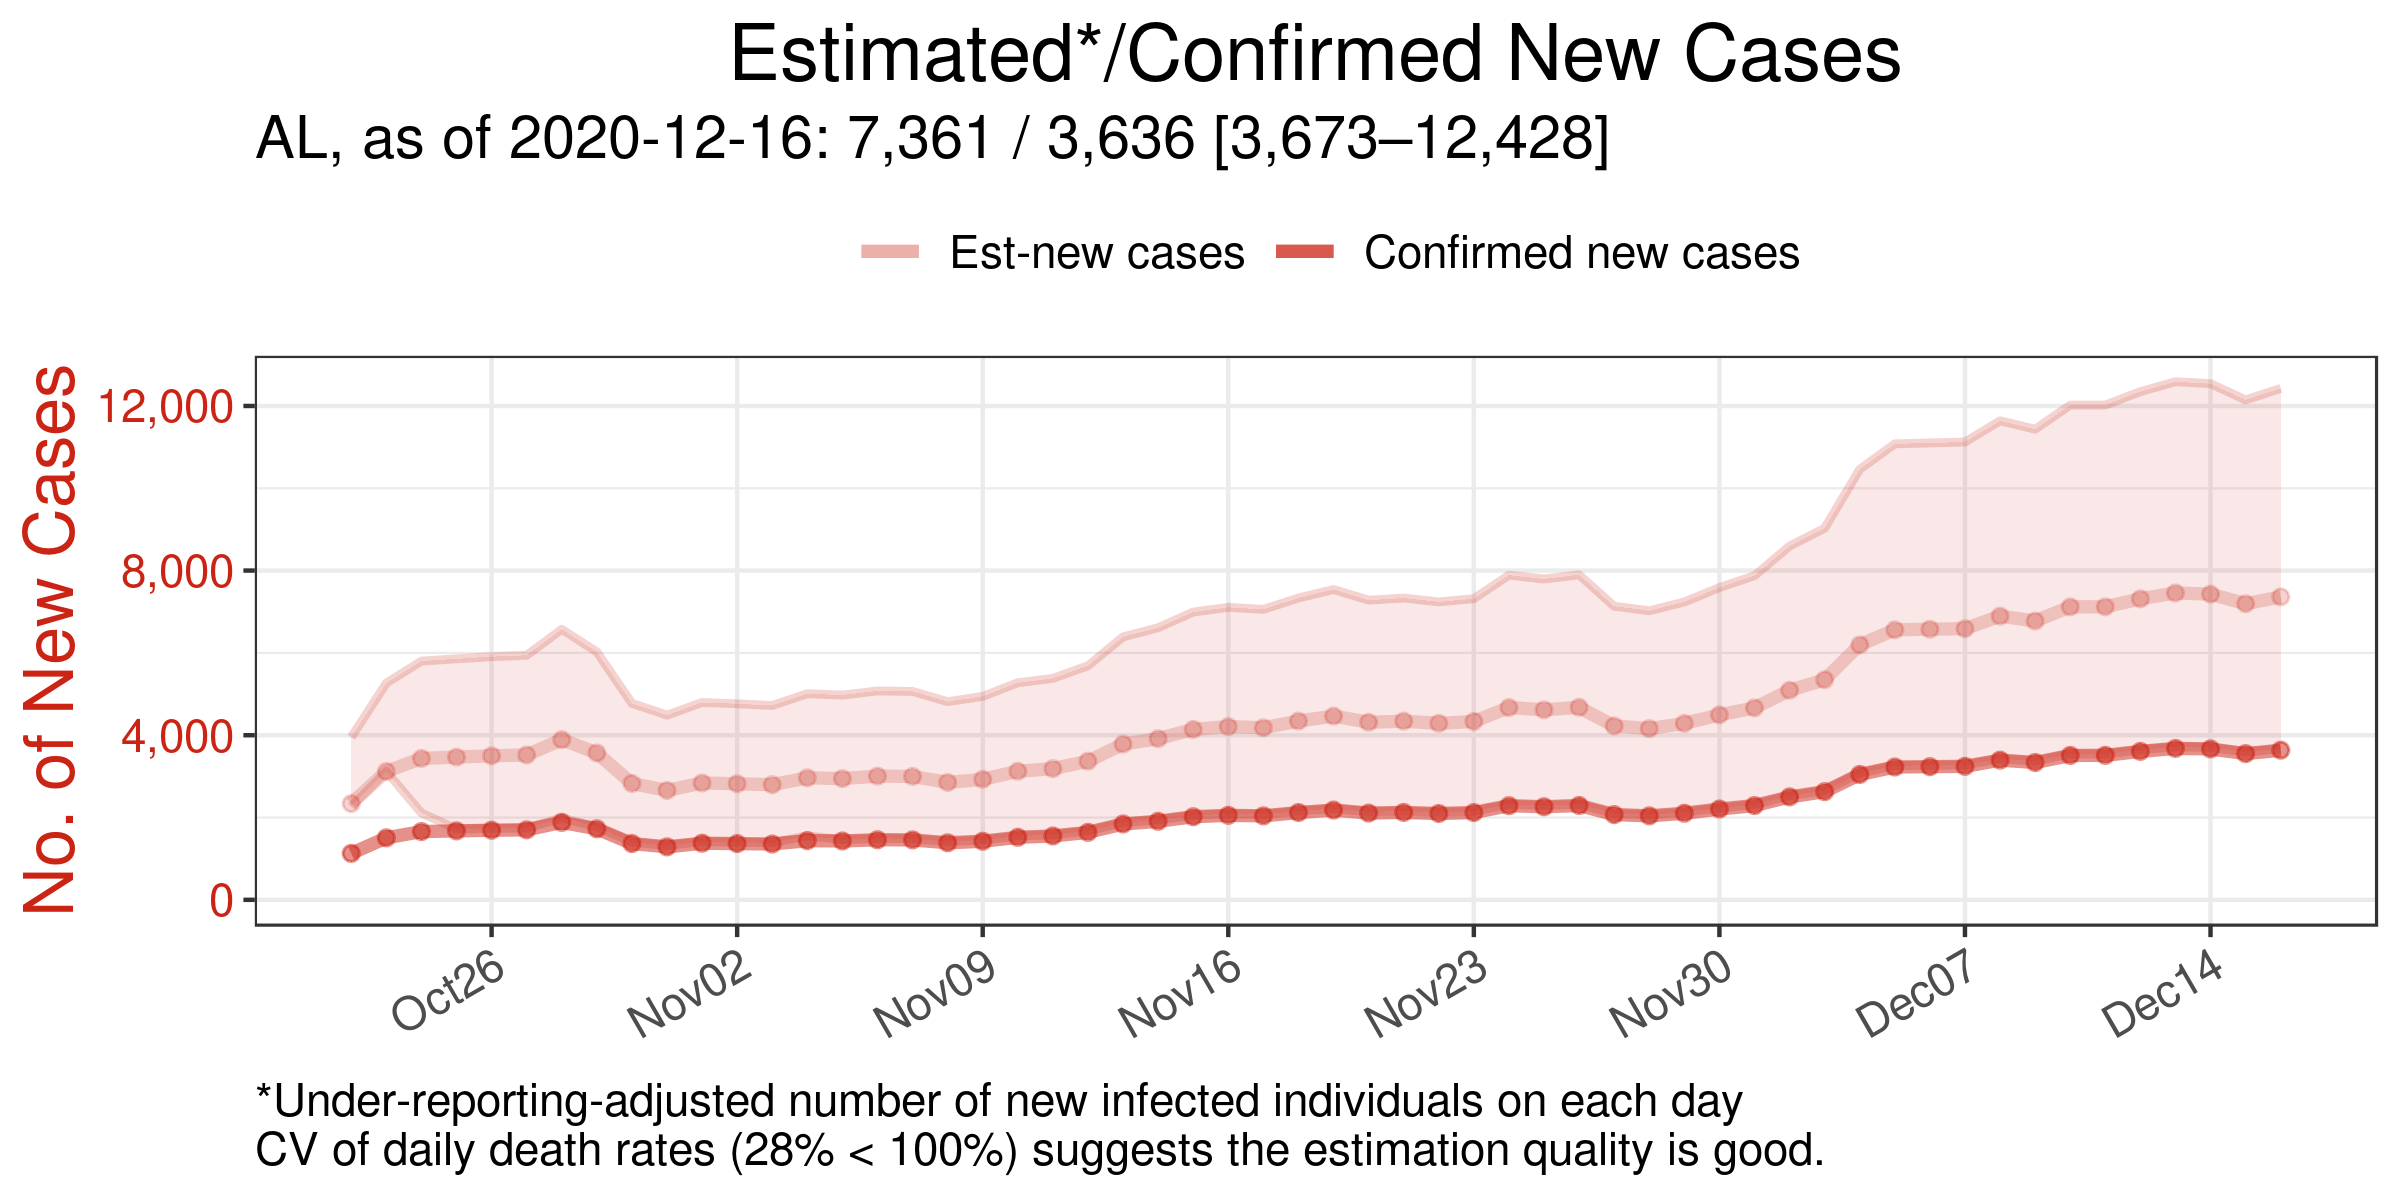 Estimated*/Confirmed New Cases
AL, as of 2020-12-16: 7,361 / 3,636 [3,673–12,428]
Est-new cases
Confirmed new cases
No. of New Cases
12,000
8,000
4,000
0
Oct26
Nov02
Nov09
Nov16
Nov23
Nov30
Dec07
Dec14
*Under-reporting-adjusted number of new infected individuals on each day
CV of daily death rates (28% < 100%) suggests the estimation quality is good.